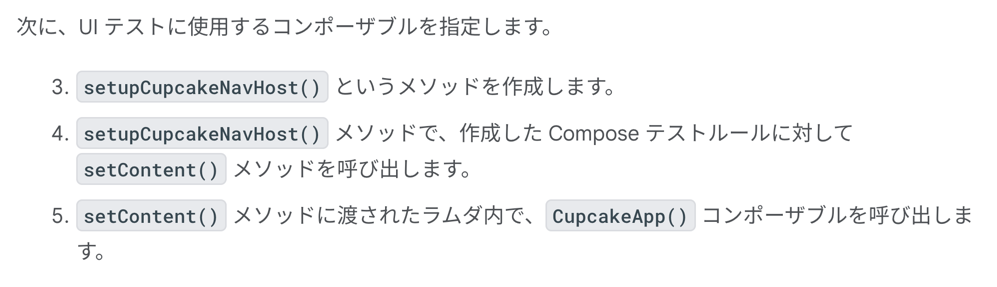 次に、UI テストに使用するコンポーザブルを指定します。
3. setupCupcakeNavHost() というメソッドを作成します。
4. setupCupcakeNavHost() メソッドで、作成した Compose テストルールに対して
setContent() メソッドを呼び出します。
5. setContent() メソッドに渡されたラムダ内で、CupcakeApp() コンポーザブルを呼び出しま
す。